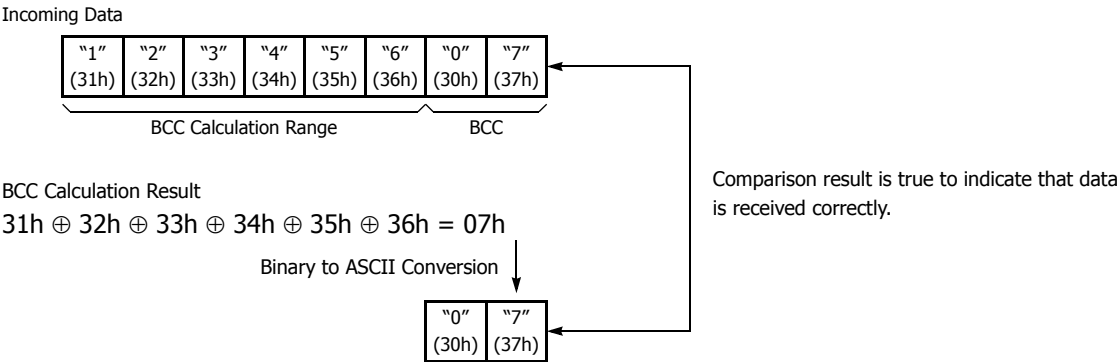 Incoming Data
“1” “2” “3” “4” “5” “6” “0” “7”
(31h) (32h) (33h) (34h) (35h) (36h) (30h) (37h)
BCC Calculation Range BCC
BCC Calculation Result
31h ⊕ 32h ⊕ 33h ⊕ 34h ⊕ 35h ⊕ 36h = 07h
Binary to ASCII Conversion
“0” “7”
(30h) (37h)
Comparison result is true to indicate that data
is received correctly.